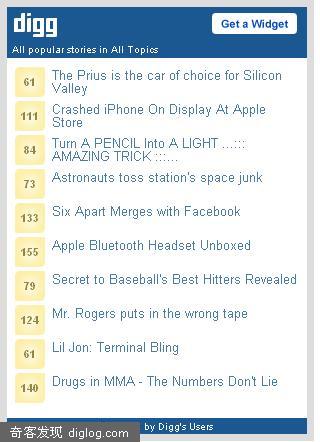 digg
Get a Widget
All popular stories in All Topics
61
The Prius is the car of choice for Silicon
Valley
111
Crashed iPhone On Display At Apple
Store
84
Turn A PENCIL Into A LIGHT ...:::
AMAZING TRICK :::...
73
Astronauts toss station's space junk
133
Six Apart Merges with Facebook
155
Apple Bluetooth Headset Unboxed
79
Secret to Baseball's Best Hitters Revealed
124
Mr. Rogers puts in the wrong tape
61
Lil Jon: Terminal Bling
140
Drugs in MMA - The Numbers Don't Lie
奇客发现 diglog.com by Digg's Users